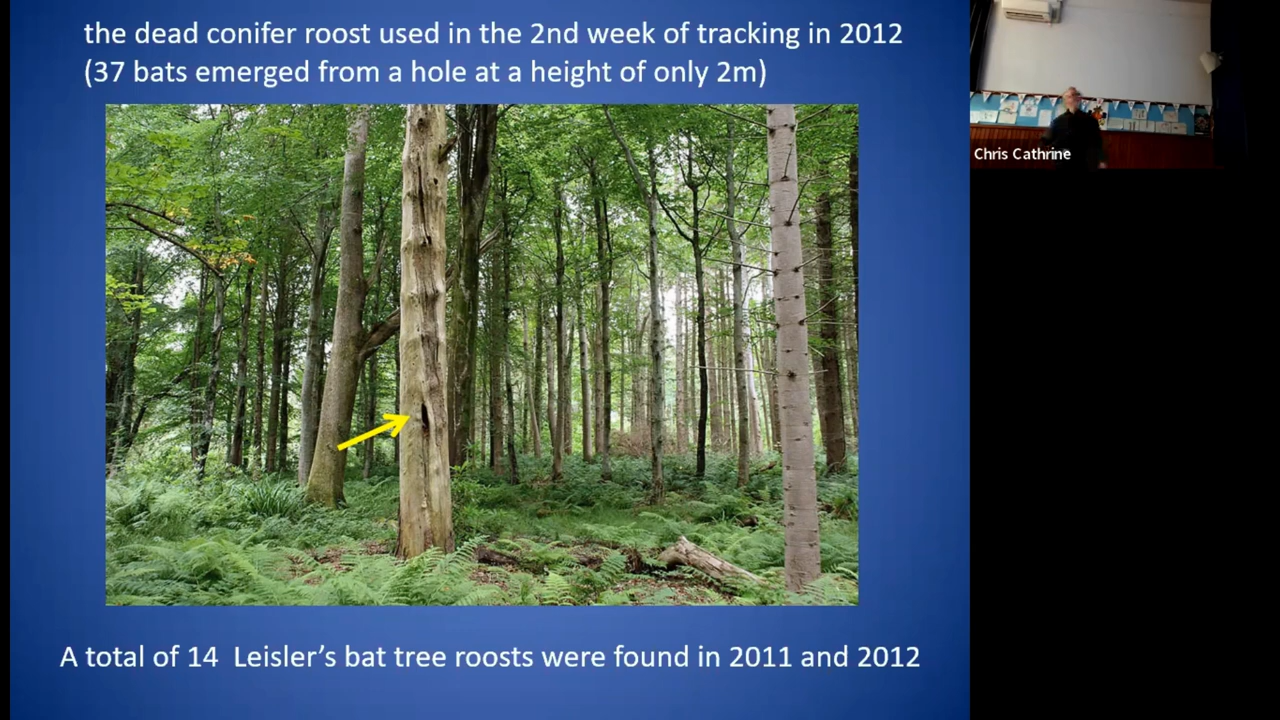 the dead conifer roost used in the 2nd week of tracking in 2012
(37 bats emerged from a hole at a height of only 2m)
Chris Cathrine
A total of 14  Leisler’s bat tree roosts were found in 2011 and 2012